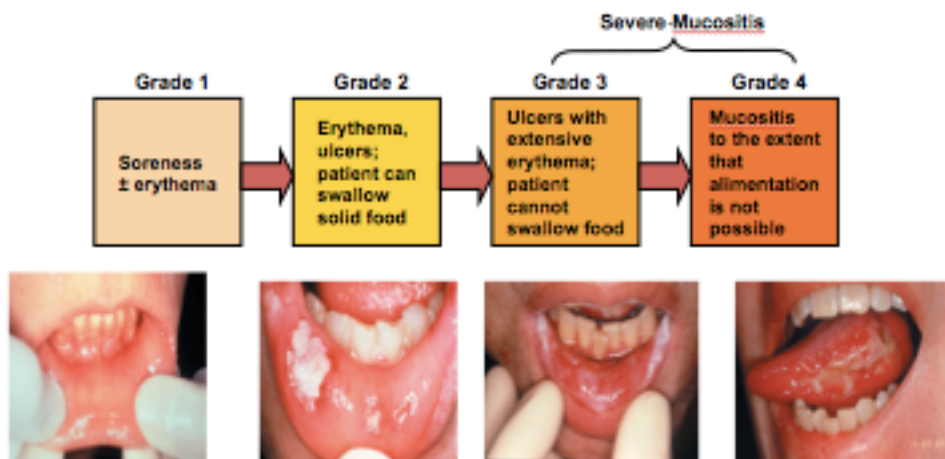 Severe-Mucositis
Grade 1
Grade 2
Grade 3
Grade 4
Soreness
± erythema
Erythema,
ulcers;
patient can
swallow
solid food
Ulcers with
extensive
erythema;
patient
cannot
swallow food
Mucositis
to the extent
that
alimentation
is not
possible